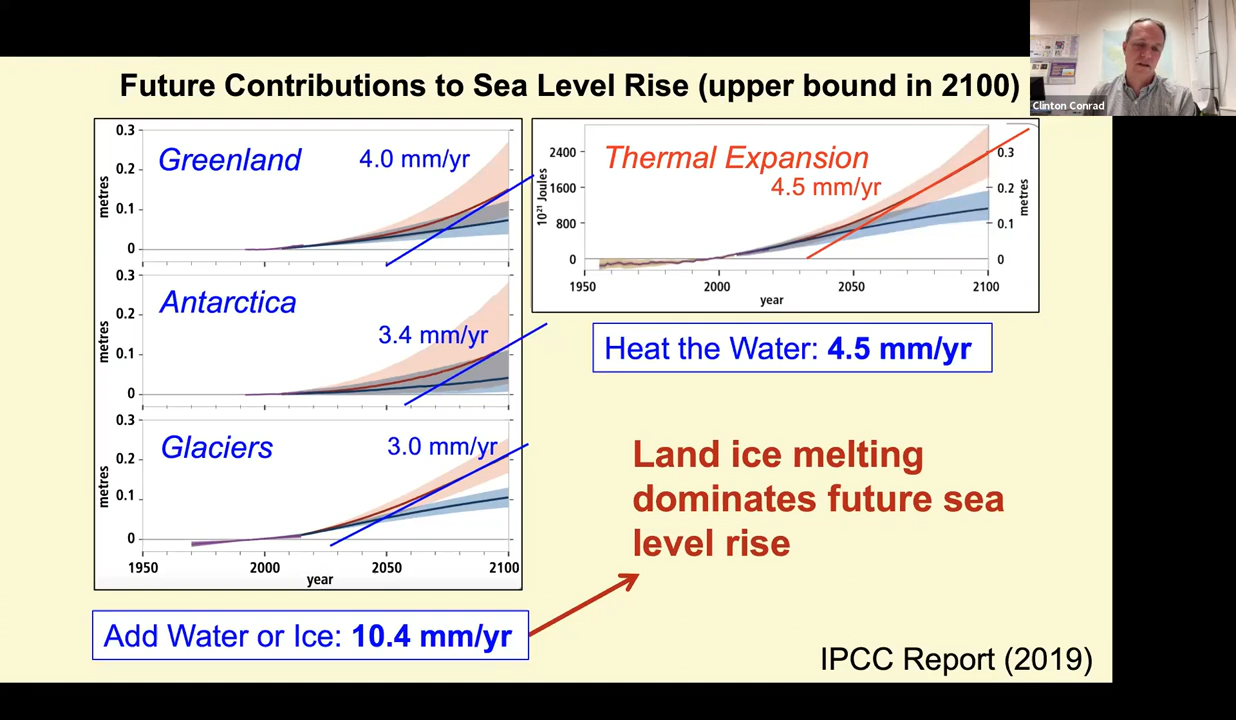 Future Contributions to Sea Level Rise (upper bound in 2100)
Clinton Conrad
0.3
0.2
0.1
0
metres
Greenland
4.0 mm/yr
0.3
0.2
0.1
0
metres
Antarctica
3.4 mm/yr
0.3
0.2
0.1
0
metres
Glaciers
3.0 mm/yr
1950 2000 2050 2100
year
Add Water or Ice: 10.4 mm/yr
2400
1600
800
0
10²¹ Joules
Thermal Expansion
4.5 mm/yr
0.3
0.2
0.1
0
metres
1950 2000 2050 2100
year
Heat the Water: 4.5 mm/yr
Land ice melting
dominates future sea
level rise
IPCC Report (2019)